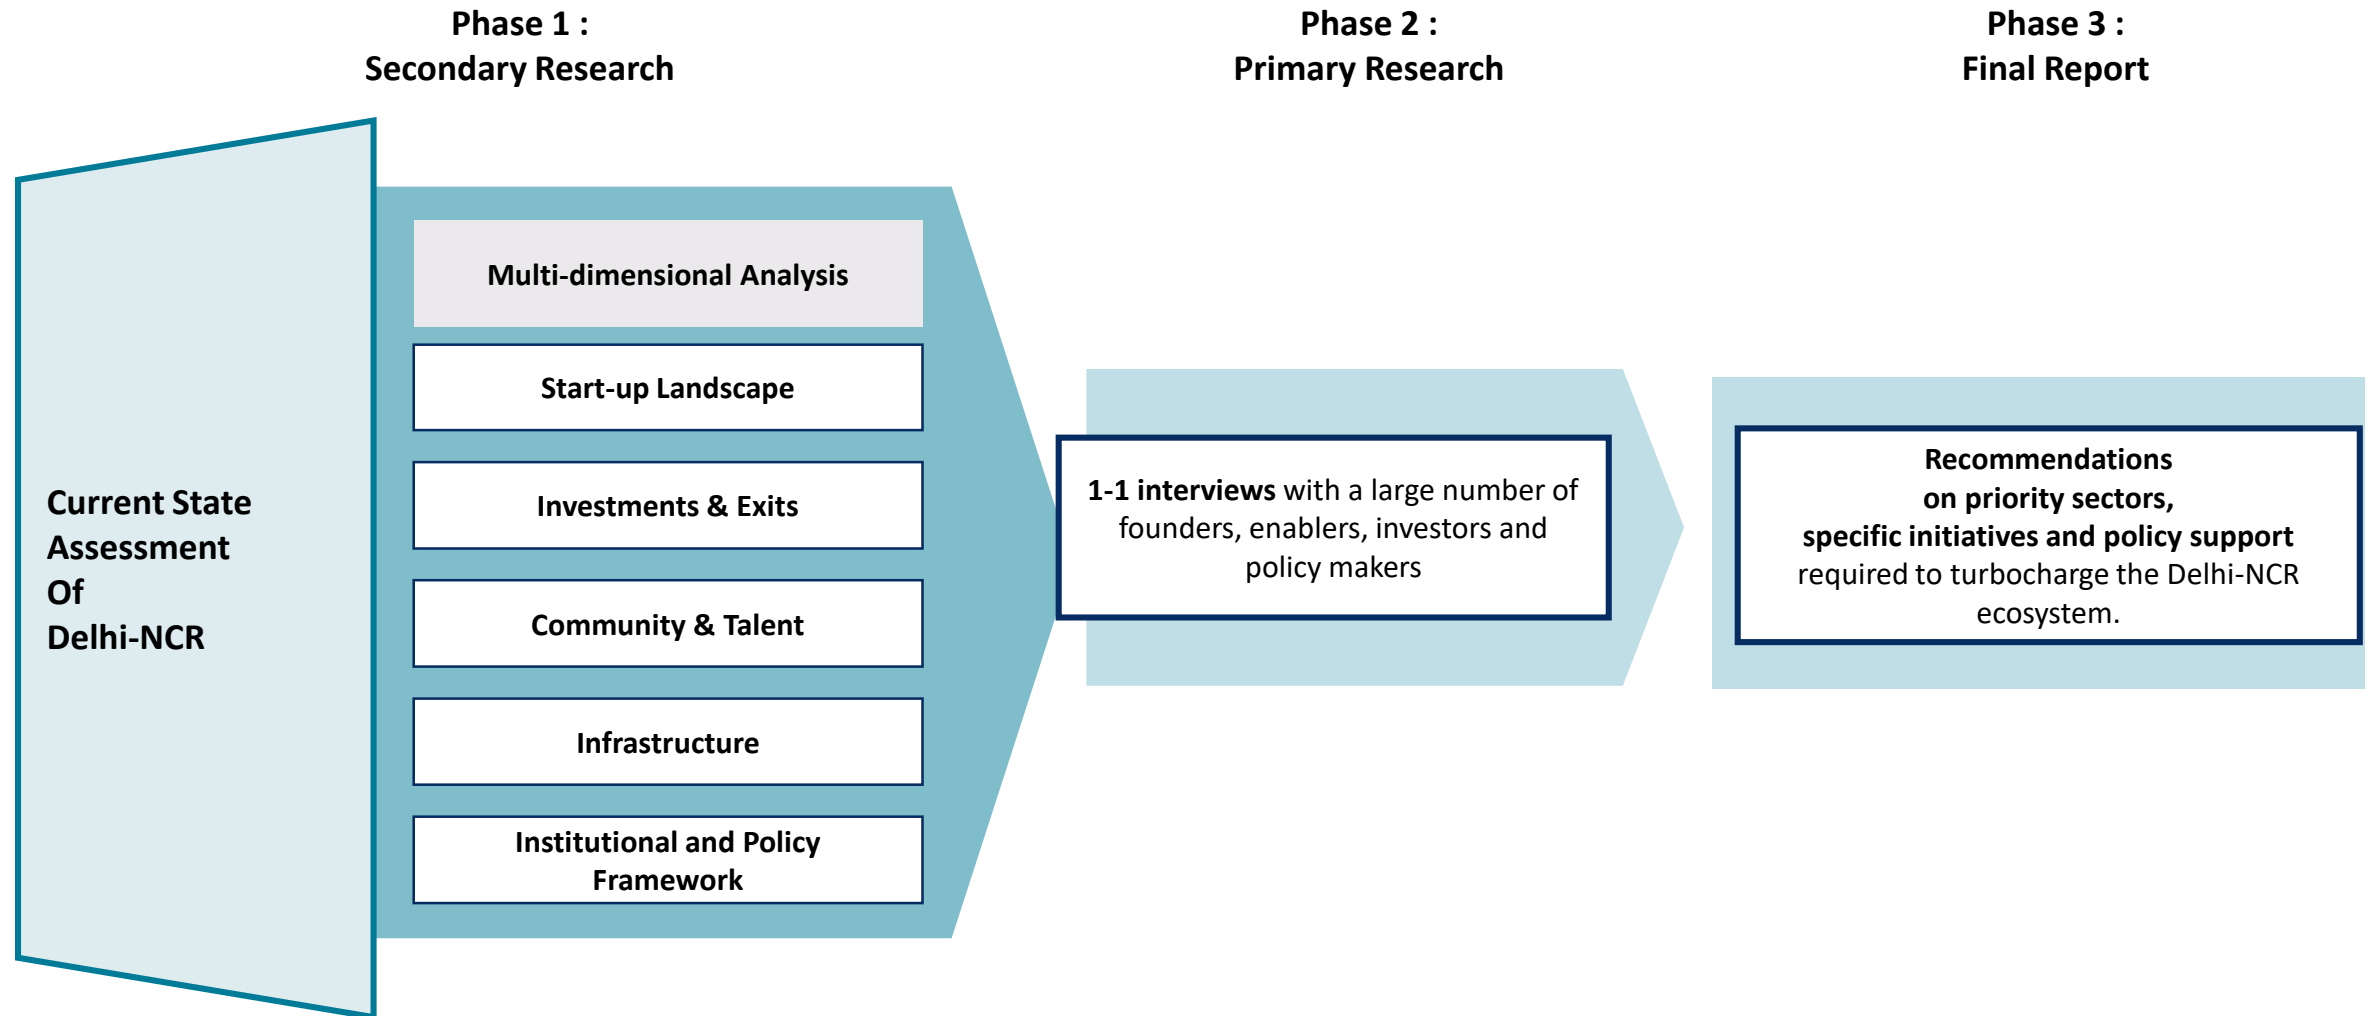 Phase 1 :
Secondary Research
Phase 2 :
Primary Research
Phase 3 :
Final Report
Current State
Assessment
Of
Delhi-NCR
Multi-dimensional Analysis
Start-up Landscape
Investments & Exits
Community & Talent
Infrastructure
Institutional and Policy
Framework
1-1 interviews with a large number of
founders, enablers, investors and
policy makers
Recommendations
on priority sectors,
specific initiatives and policy support
required to turbocharge the Delhi-NCR
ecosystem.